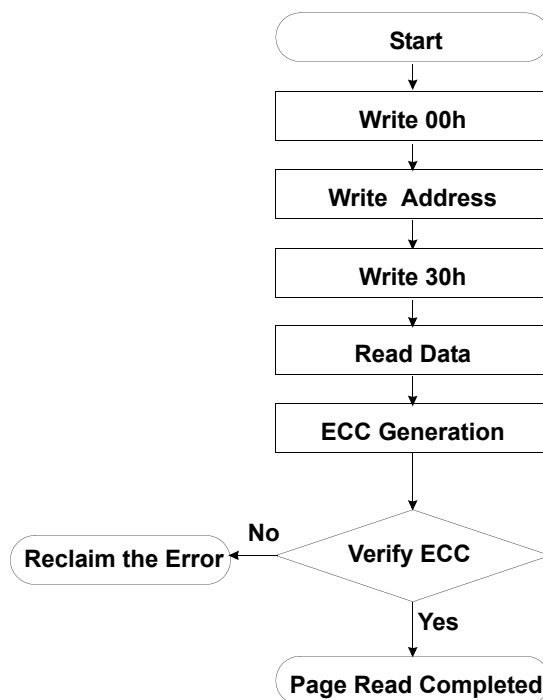 Start
Write 00h
Write Address
Write 30h
Read Data
ECC Generation
No
Reclaim the Error
Verify ECC
Yes
Page Read Completed